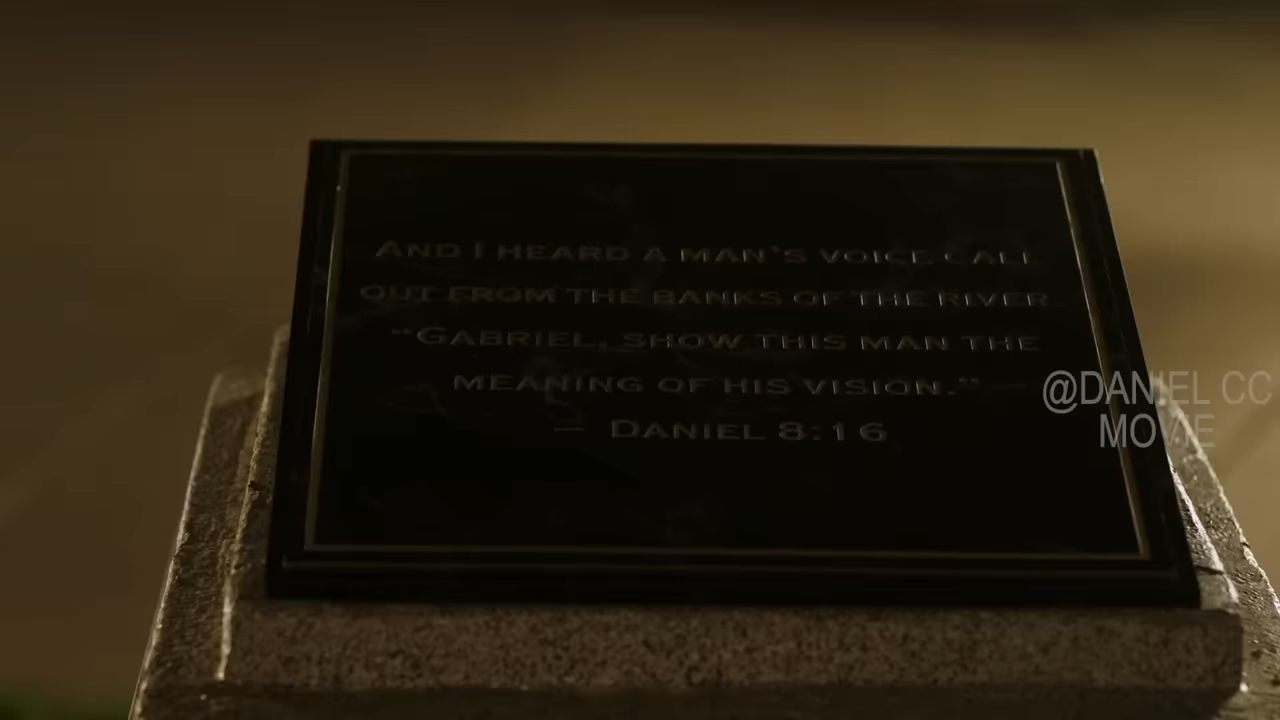 AND I HEARD A MAN'S VOICE CALL
OUT FROM THE BANKS OF THE RIVER.
"GABRIEL, SHOW THIS MAN THE
MEANING OF HIS VISION."
— DANIEL 8:16
@DANIEL CC
MOVIE